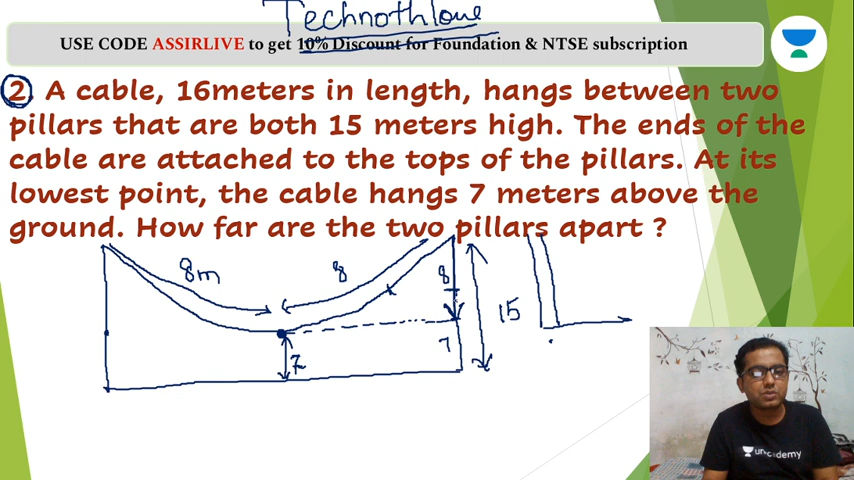 Technothlone
USE CODE ASSIRLIVE to get 10% Discount for Foundation & NTSE subscription
2. A cable, 16meters in length, hangs between two
pillars that are both 15 meters high. The ends of the
cable are attached to the tops of the pillars. At its
lowest point, the cable hangs 7 meters above the
ground. How far are the two pillars apart ?
8m
8
8
15
7
7
unacademy